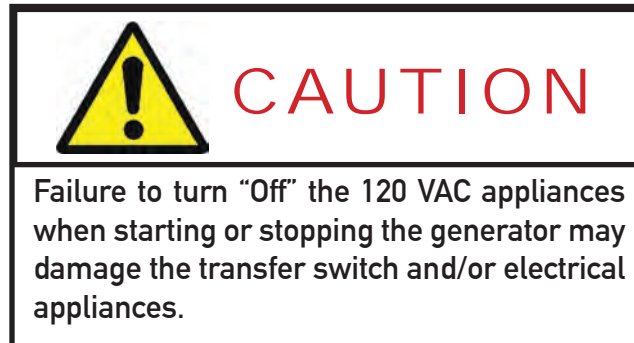 CAUTION
Failure to turn “Off” the 120 VAC appliances
when starting or stopping the generator may
damage the transfer switch and/or electrical
appliances.